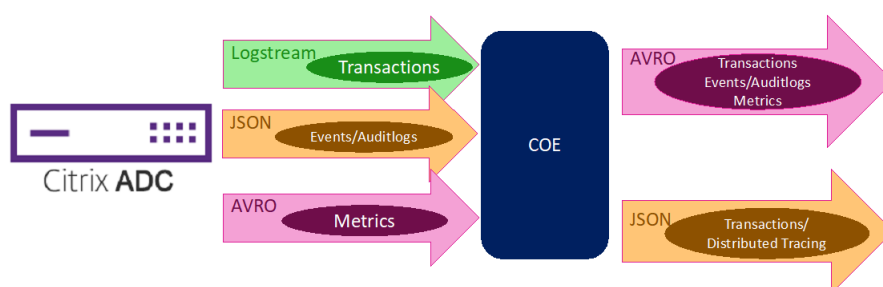 Logstream
Transactions
JSON
Events/Auditlogs
AVRO
Metrics
Citrix ADC
COE
AVRO
Transactions
Events/Auditlogs
Metrics
JSON
Transactions/
Distributed Tracing